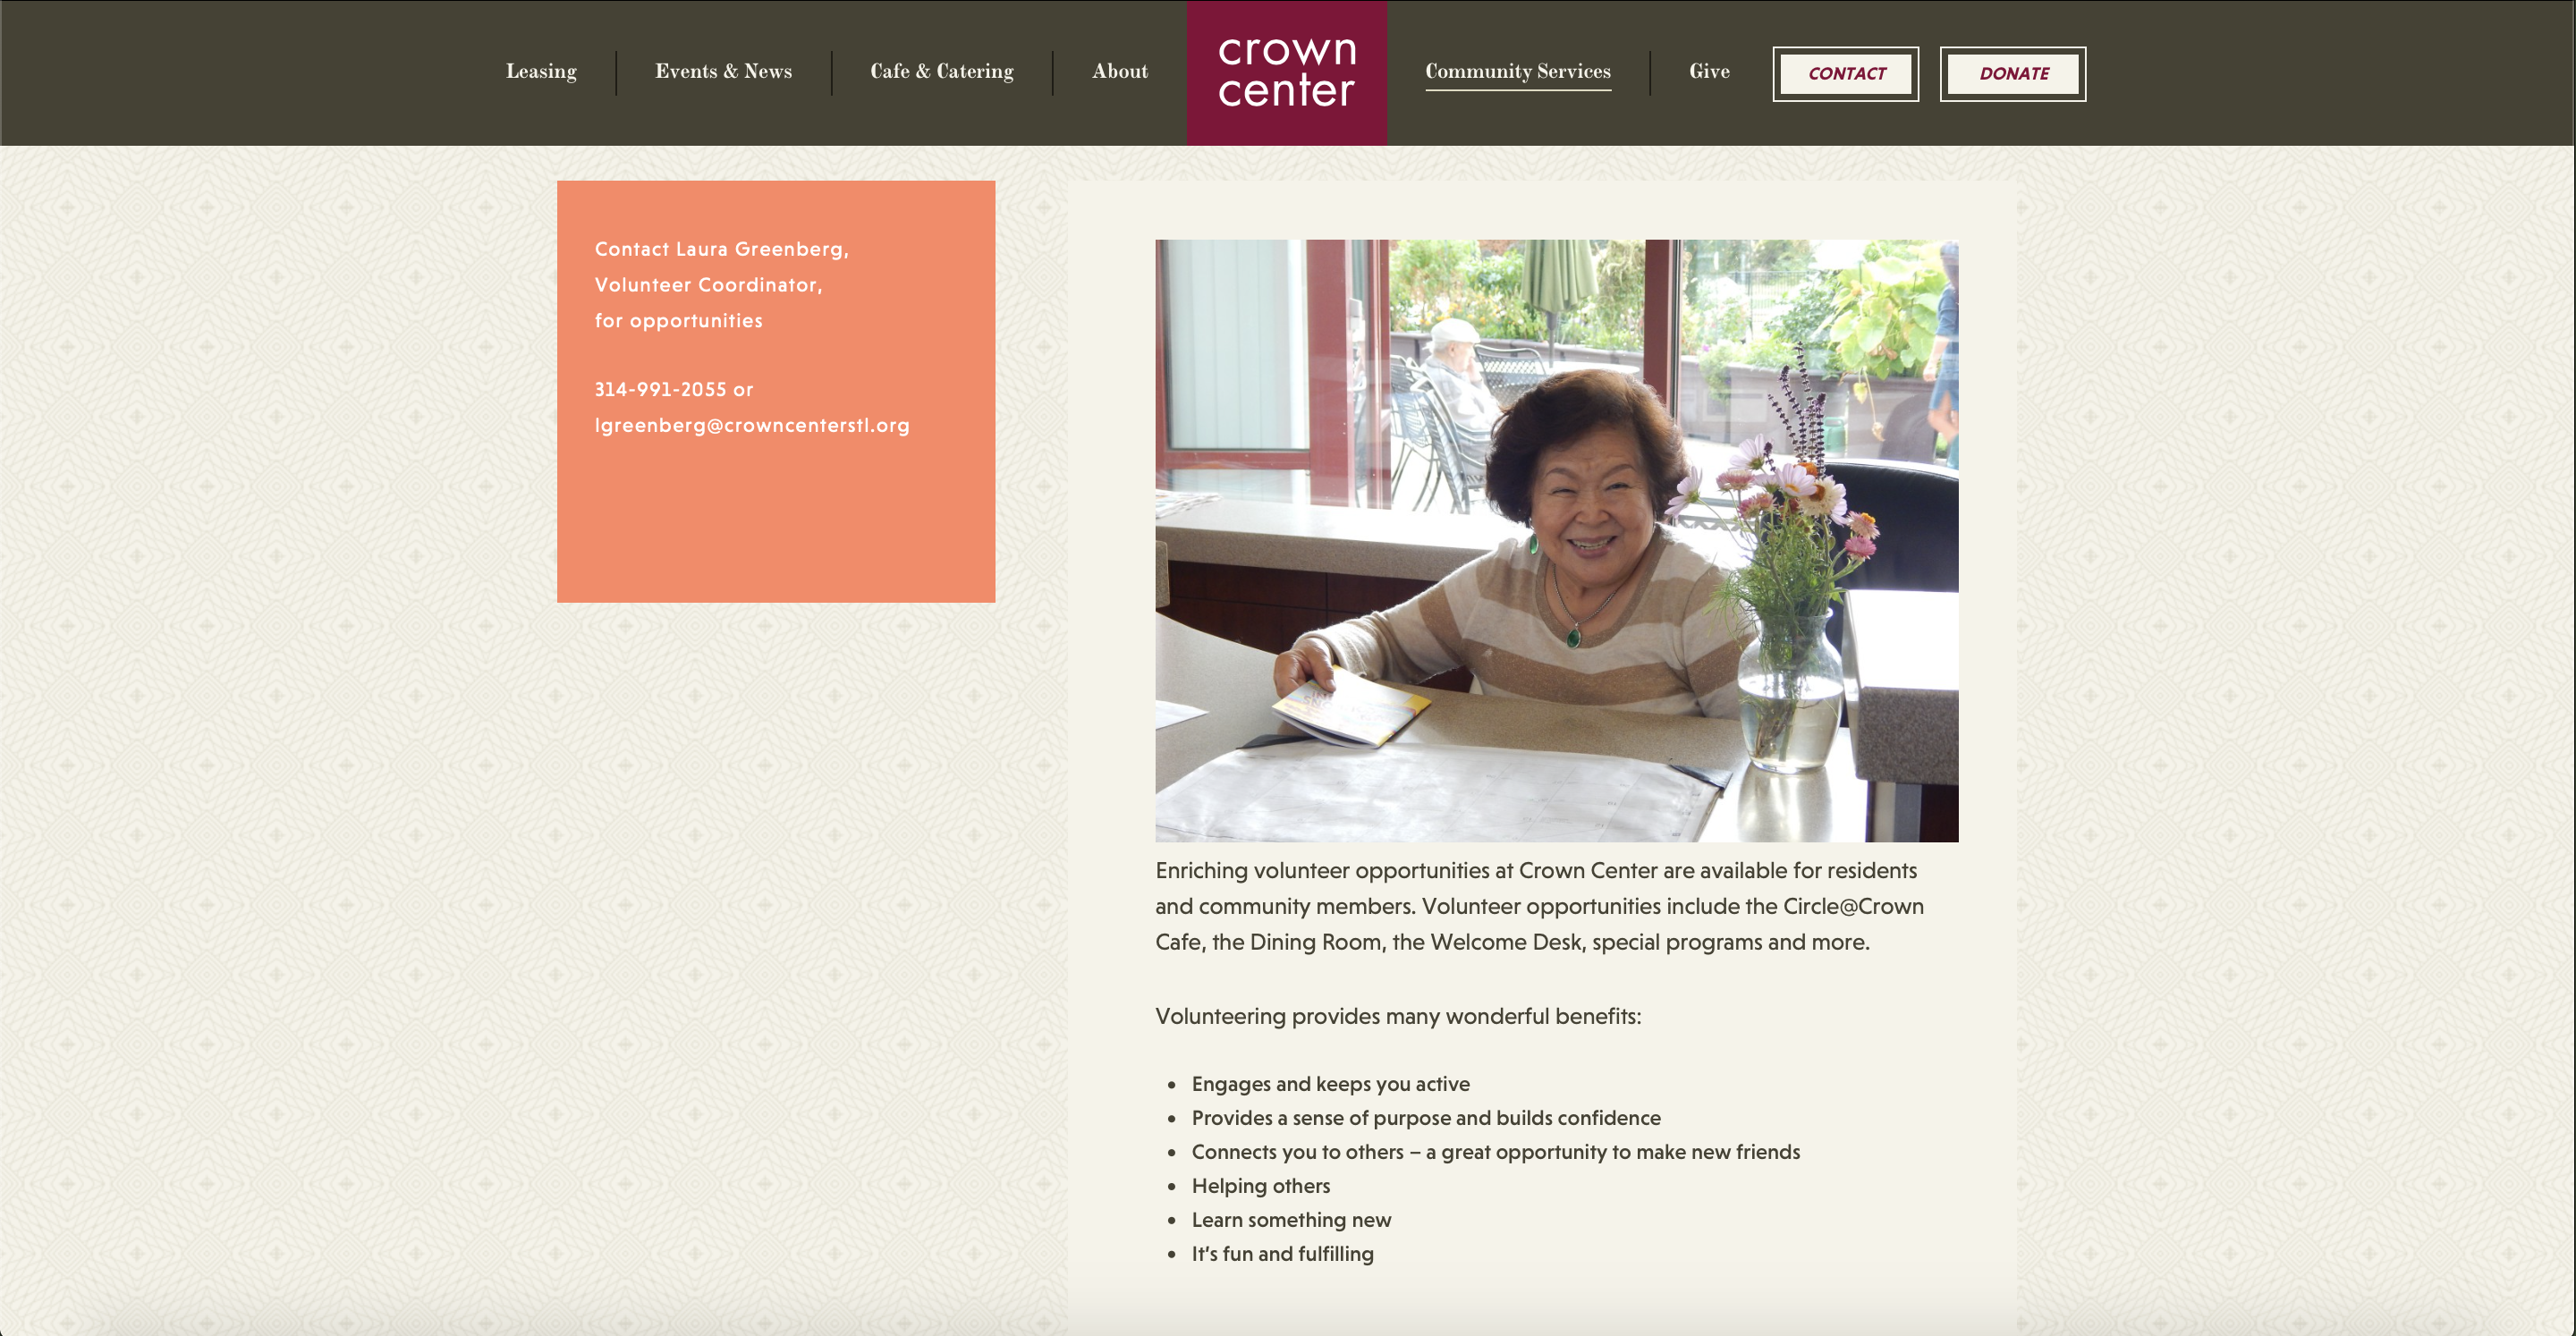 Leasing
Events & News
Cafe & Catering
About
crown
center
Community Services
Give
CONTACT
DONATE
Contact Laura Greenberg,
Volunteer Coordinator,
for opportunities
314-991-2055 or
lgreenberg@crowncenterstl.org
Enriching volunteer opportunities at Crown Center are available for residents
and community members. Volunteer opportunities include the Circle@Crown
Cafe, the Dining Room, the Welcome Desk, special programs and more.
Volunteering provides many wonderful benefits:
• Engages and keeps you active
• Provides a sense of purpose and builds confidence
• Connects you to others – a great opportunity to make new friends
• Helping others
• Learn something new
• It’s fun and fulfilling